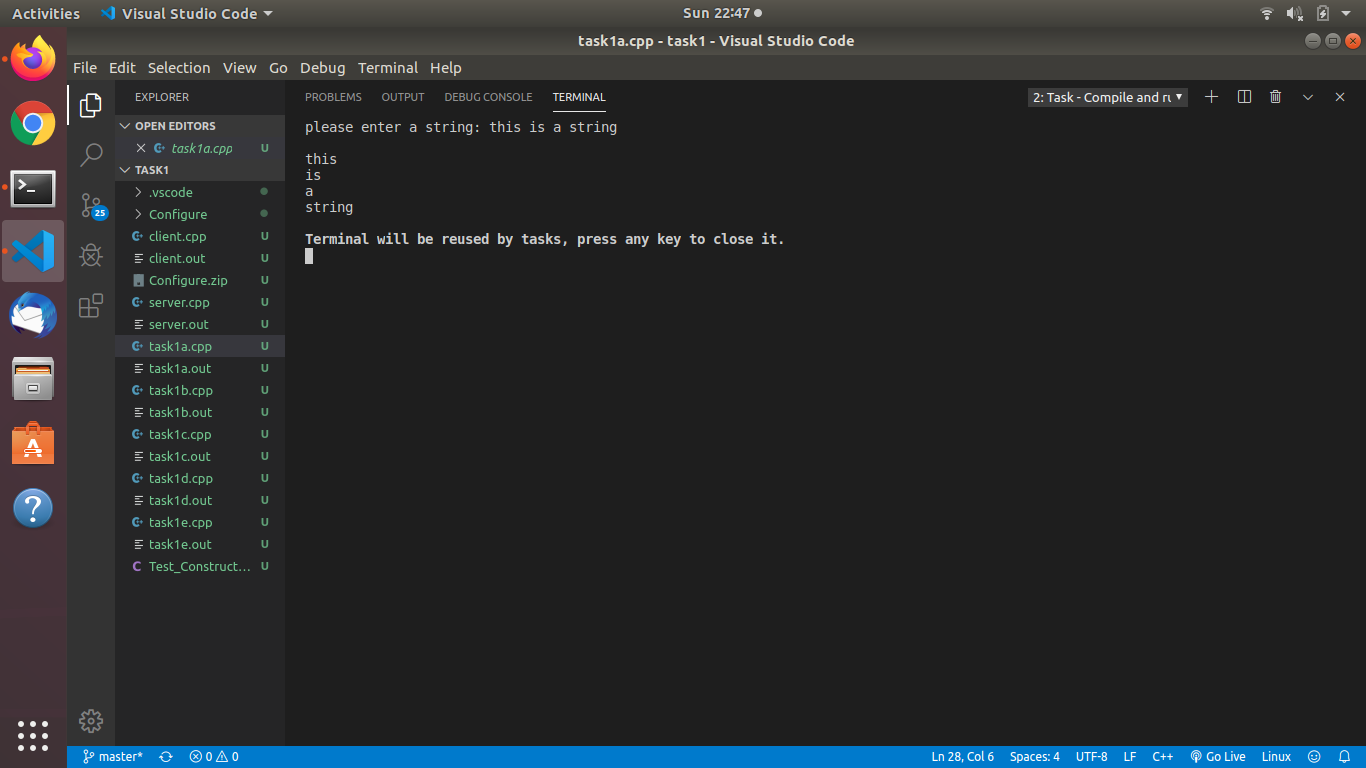 Activities Visual Studio Code Sun 22:47
task1a.cpp - task1 - Visual Studio Code
File Edit Selection View Go Debug Terminal Help
EXPLORER
OPEN EDITORS
task1a.cpp U
TASK1
.vscode
Configure
client.cpp U
client.out U
Configure.zip U
server.cpp U
server.out U
task1a.cpp U
task1a.out U
task1b.cpp U
task1b.out U
task1c.cpp U
task1c.out U
task1d.cpp U
task1d.out U
task1e.cpp U
task1e.out U
Test_Construct... U
25
PROBLEMS OUTPUT DEBUG CONSOLE TERMINAL 2: Task - Compile and ru
please enter a string: this is a string
this
is
a
string
Terminal will be reused by tasks, press any key to close it.
master* 0 0 Ln 28, Col 6 Spaces: 4 UTF-8 LF C++ Go Live Linux